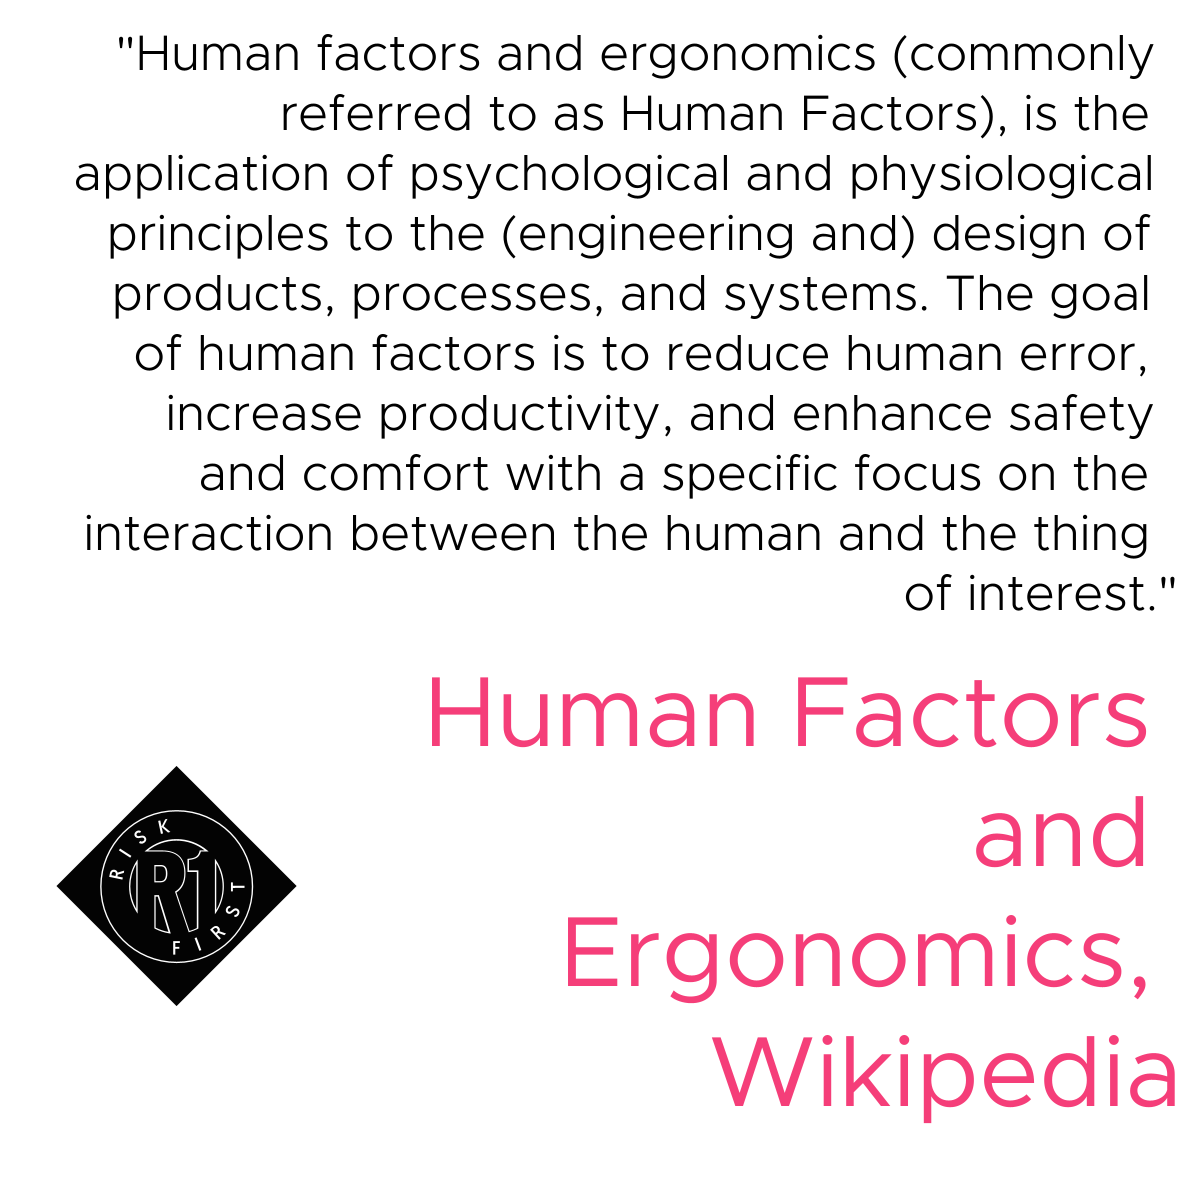 "Human factors and ergonomics (commonly
referred to as Human Factors), is the
application of psychological and physiological
principles to the (engineering and) design of
products, processes, and systems. The goal
of human factors is to reduce human error,
increase productivity, and enhance safety
and comfort with a specific focus on the
interaction between the human and the thing
of interest."
Human Factors
and
Ergonomics,
Wikipedia
RISK
R1
FIRST